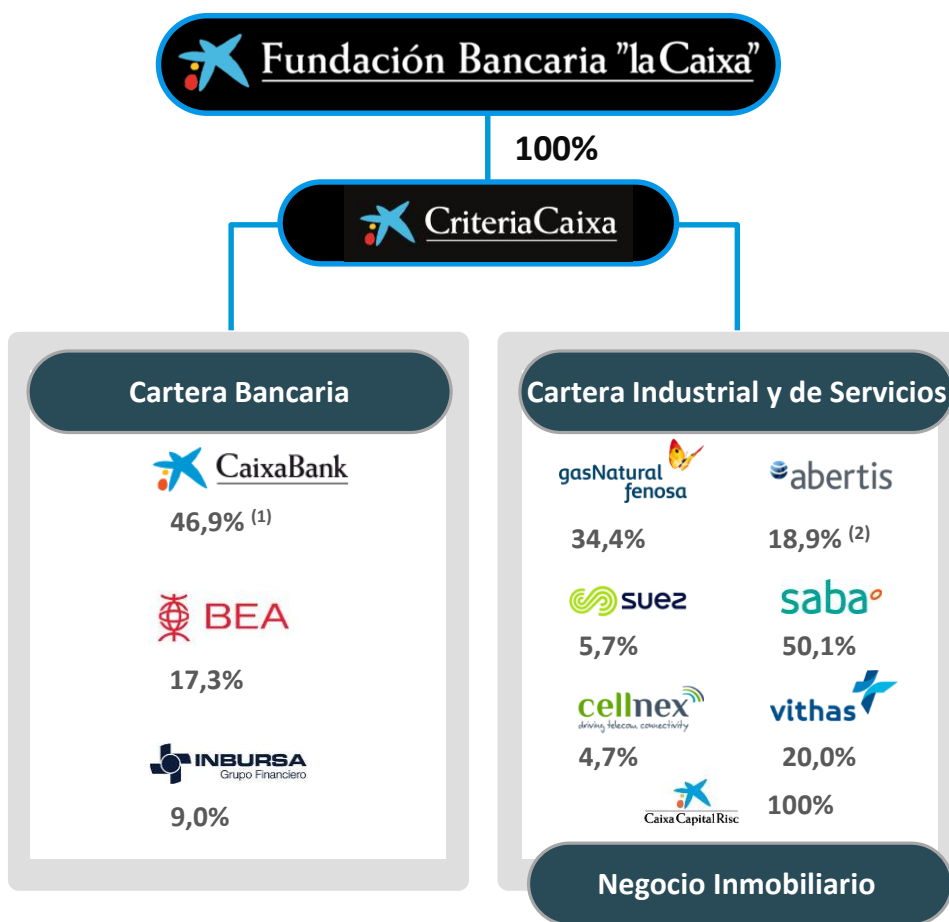 Fundación Bancaria "la Caixa"
100%
CriteriaCaixa
Cartera Bancaria
CaixaBank
46,9% (1)
BEA
17,3%
INBURSA
Grupo Financiero
9,0%
Cartera Industrial y de Servicios
gasNatural
fenosa
abertis
34,4%
18,9% (2)
suez
saba
5,7%
50,1%
cellnex
driving telecom connectivity
vithas
4,7%
20,0%
Caixa Capital Risc
100%
Negocio Inmobiliario